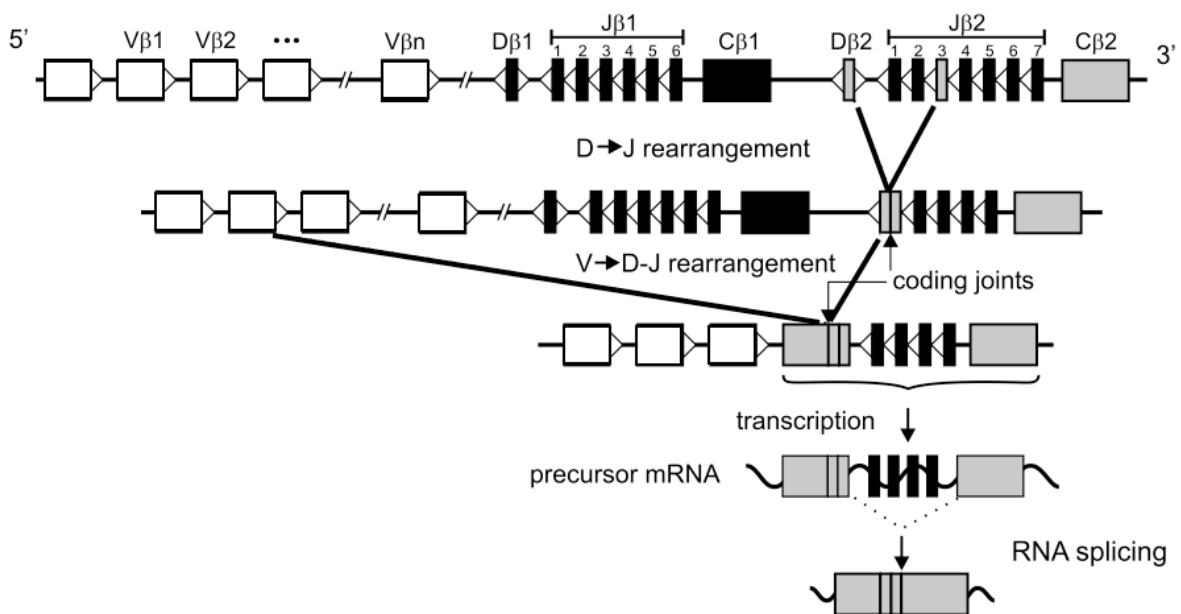 5’ Vβ1 Vβ2 ••• Vβn Dβ1 Jβ1 Cβ1 Dβ2 Jβ2 Cβ2 3’
1 2 3 4 5 6 1 2 3 4 5 6 7
D→J rearrangement
V→D-J rearrangement
coding joints
transcription
precursor mRNA
RNA splicing